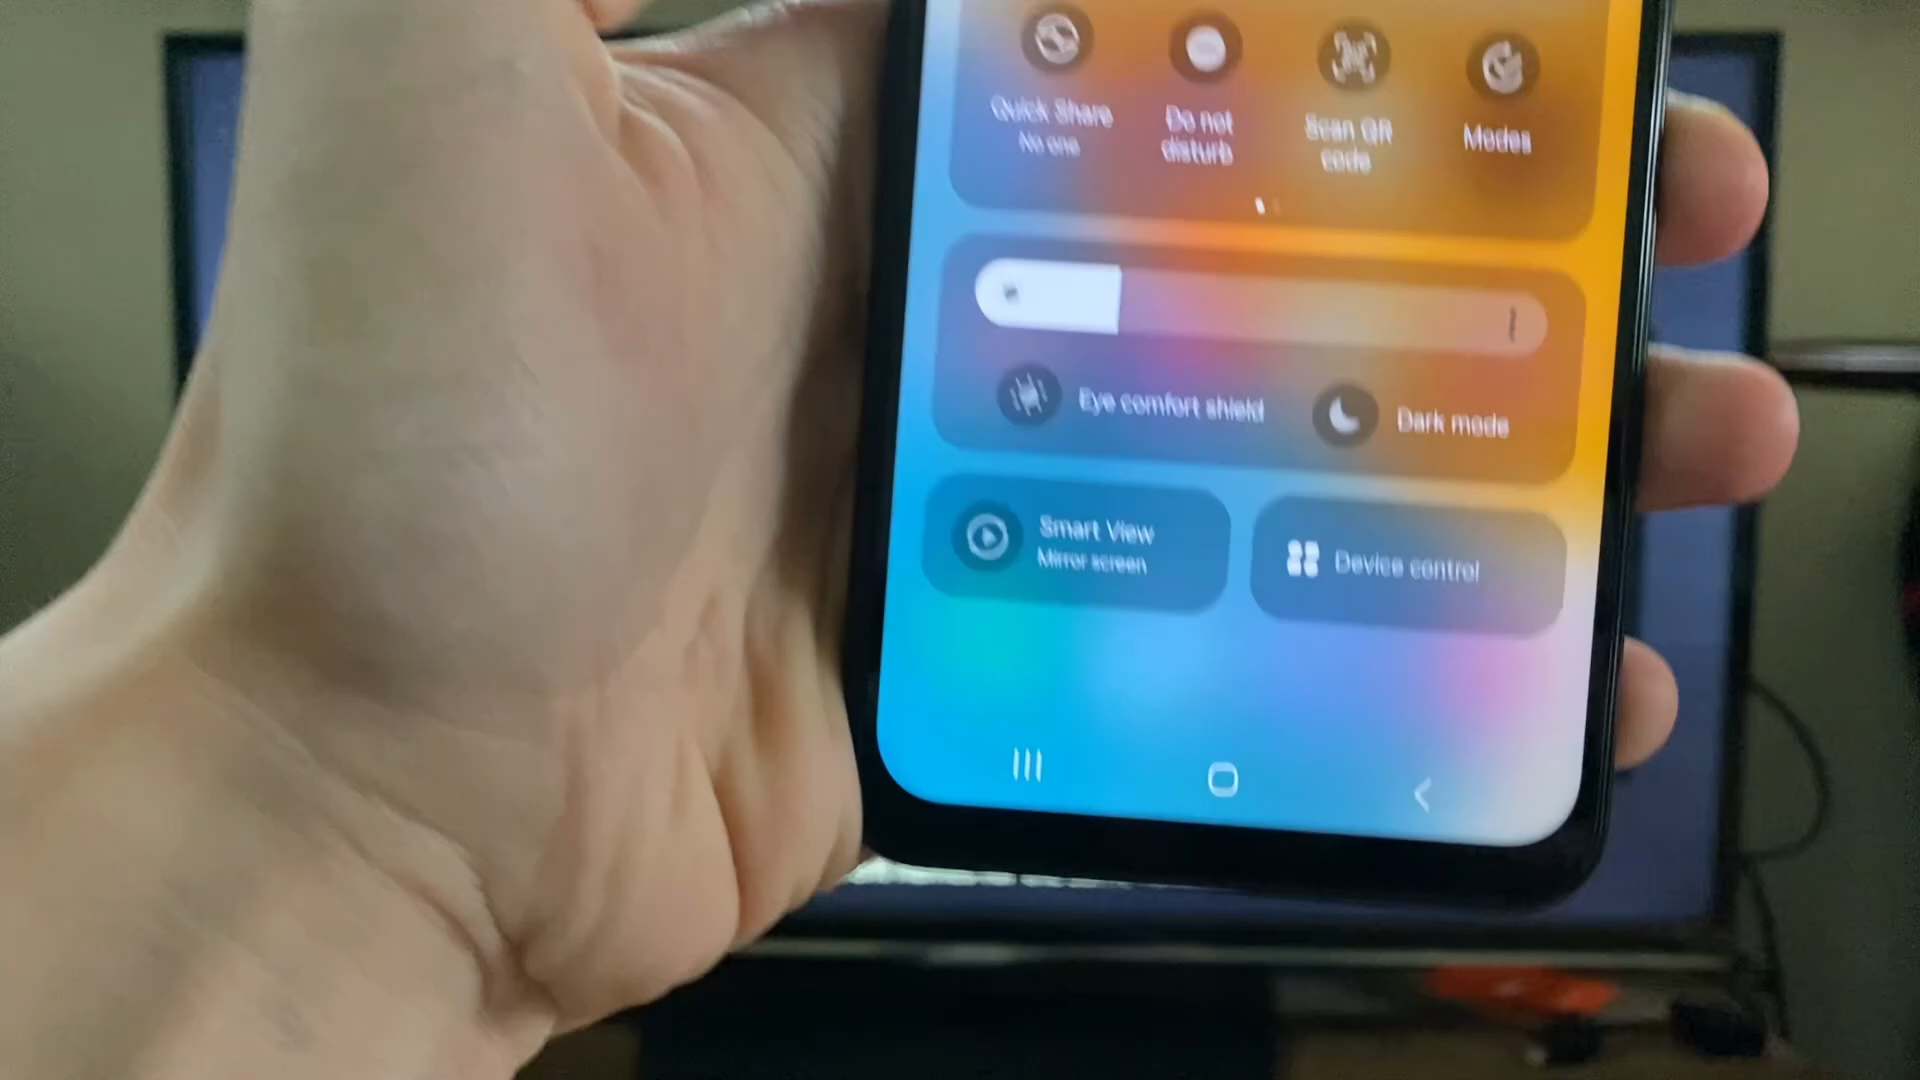 Quick Share
No one
Do not
disturb
Scan QR
code
Modes
Eye comfort shield
Dark mode
Smart View
Mirror screen
Device control